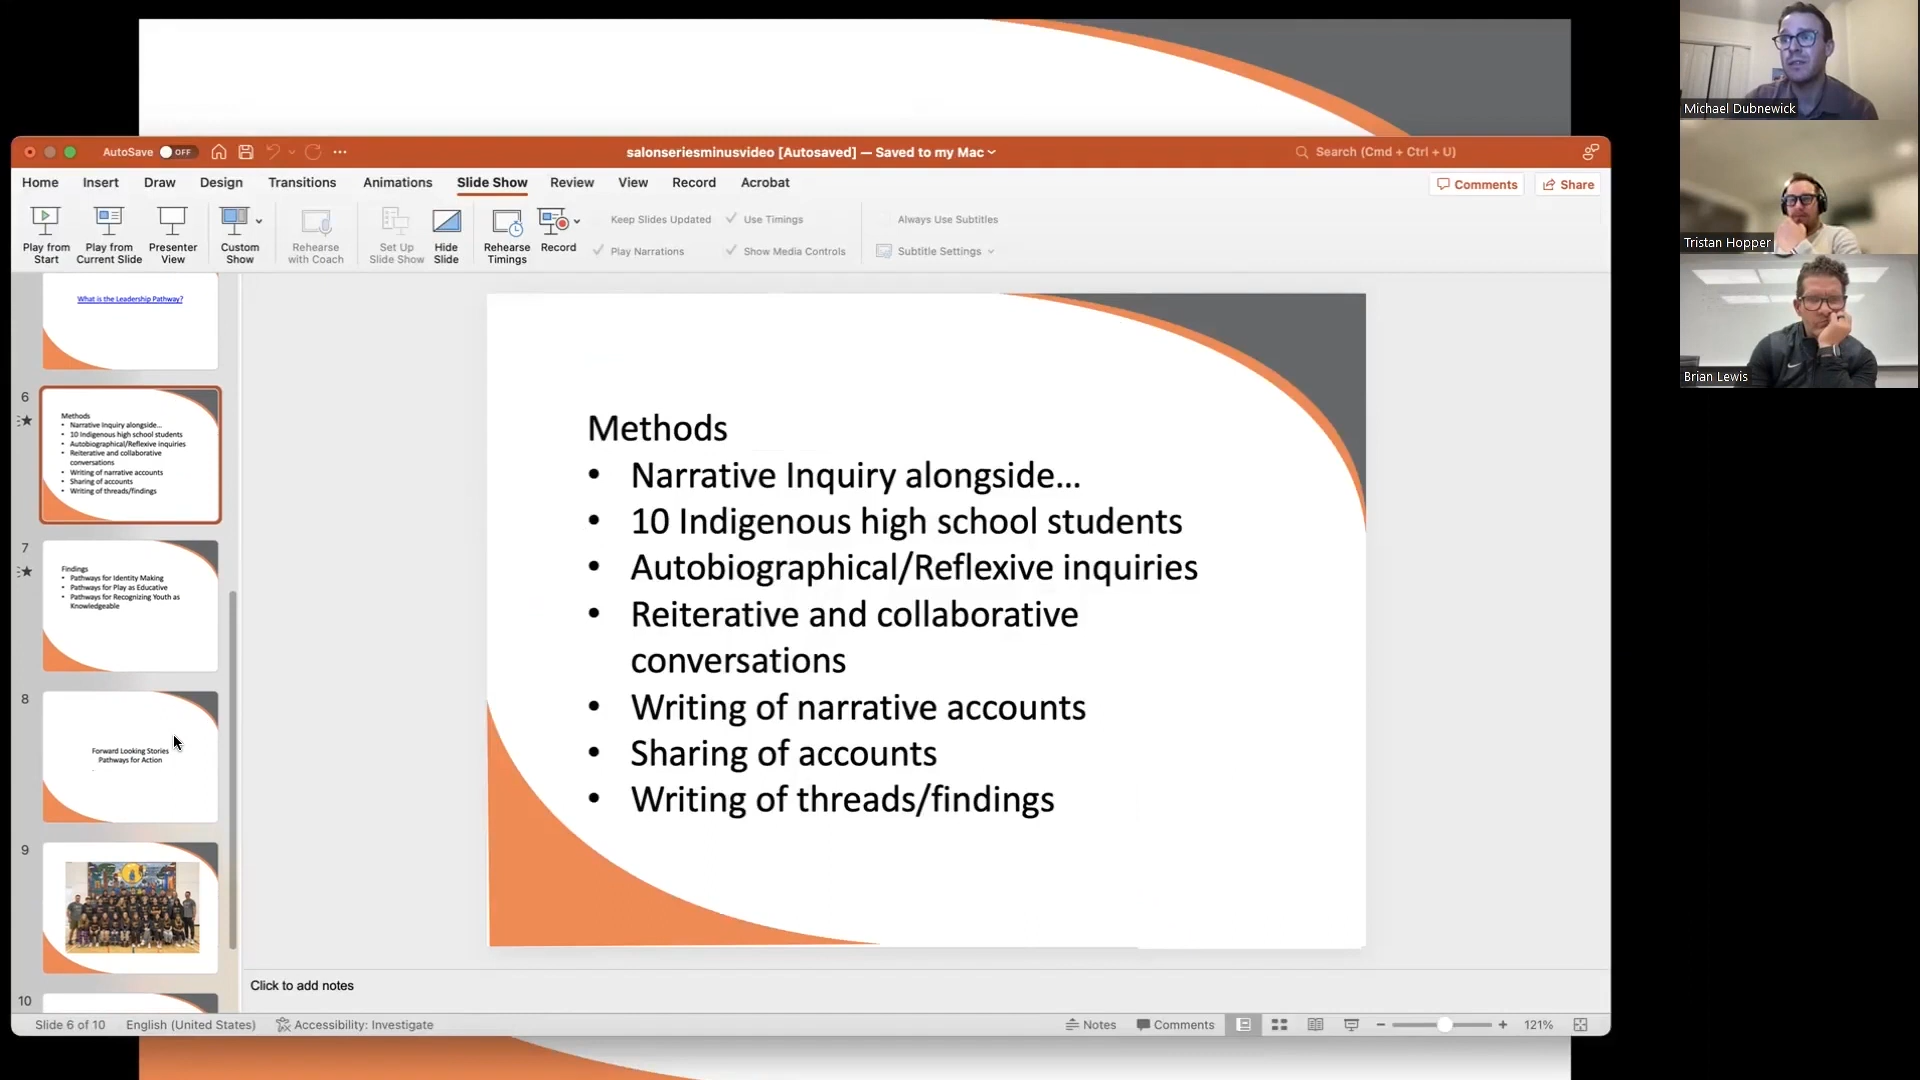 AutoSave OFF
salonseriesminusvideo [Autosaved] — Saved to my Mac
Search (Cmd + Ctrl + U)
Home Insert Draw Design Transitions Animations Slide Show Review View Record Acrobat
Comments Share
Play from Start
Play from Current Slide
Presenter View
Custom Show
Rehearse with Coach
Set Up Slide Show
Hide Slide
Rehearse Timings
Record
Keep Slides Updated
Play Narrations
Use Timings
Show Media Controls
Always Use Subtitles
Subtitle Settings
What is the Leadership Pathway?
6
Methods
• Narrative Inquiry alongside...
• 10 Indigenous high school students
• Autobiographical/Reflexive inquiries
• Reiterative and collaborative
conversations
• Writing of narrative accounts
• Sharing of accounts
• Writing of threads/findings
7
Findings
• Pathways for Identity Making
• Pathways for Play as Educative
• Pathways for Recognizing Youth as
Knowledgeable
8
Forward Looking Stories
Pathways for Action
9
10
Methods
• Narrative Inquiry alongside...
• 10 Indigenous high school students
• Autobiographical/Reflexive inquiries
• Reiterative and collaborative
conversations
• Writing of narrative accounts
• Sharing of accounts
• Writing of threads/findings
Click to add notes
Slide 6 of 10 English (United States) Accessibility: Investigate
Notes Comments 121%
Michael Dubnewick
Tristan Hopper
Brian Lewis